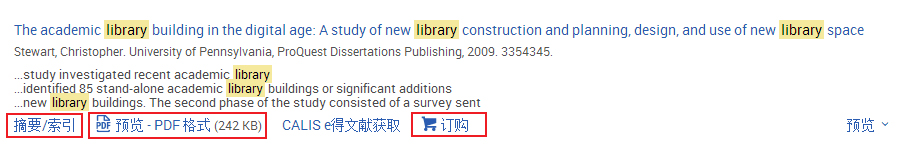 The academic library building in the digital age: A study of new library construction and planning, design, and use of new library space
Stewart, Christopher. University of Pennsylvania, ProQuest Dissertations Publishing, 2009. 3354345.
...study investigated recent academic library
...identified 85 stand-alone academic library buildings or significant additions
...new library buildings. The second phase of the study consisted of a survey sent
摘要/索引 PDF 预览 - PDF 格式 (242 KB) CALIS e得文献获取 订购 预览